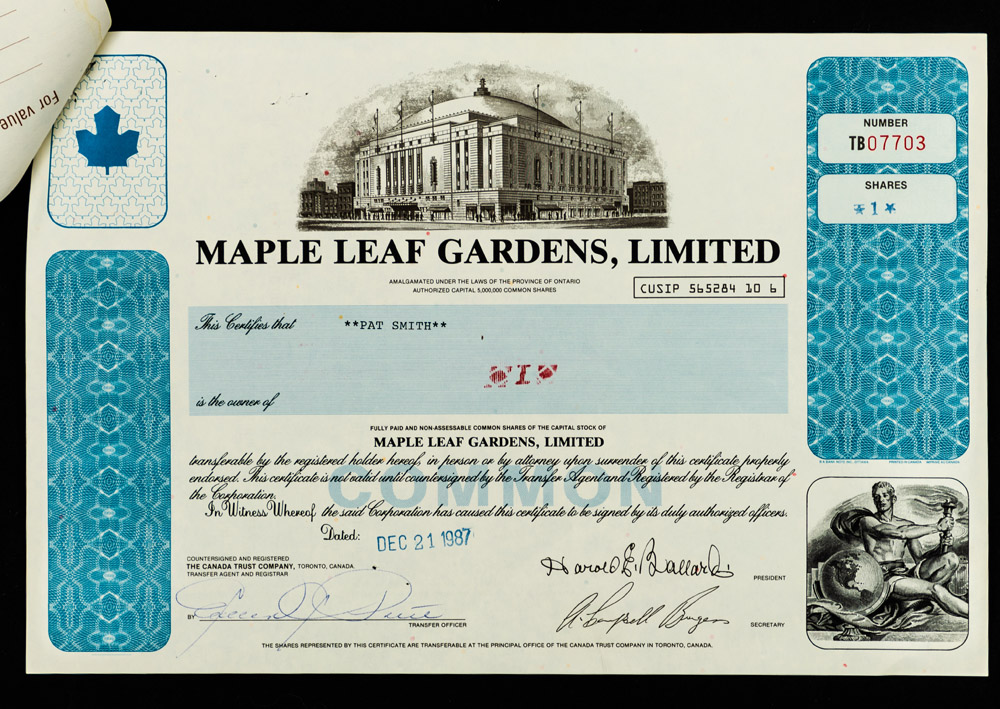 For value
NUMBER
TB07703
SHARES
*1*
MAPLE LEAF GARDENS, LIMITED
AMALGAMATED UNDER THE LAWS OF THE PROVINCE OF ONTARIO
AUTHORIZED CAPITAL 5,000,000 COMMON SHARES
CUSIP 565284 10 6
This Certifies that **PAT SMITH**
1
is the owner of
FULLY PAID AND NON-ASSESSABLE COMMON SHARES OF THE CAPITAL STOCK OF
MAPLE LEAF GARDENS, LIMITED
COMMON
transferable by the registered holder hereof, in person or by attorney upon surrender of this certificate properly
endorsed. This certificate is not valid until countersigned by the Transfer Agent and Registered by the Registrar of
the Corporation.
In Witness Whereof, the said Corporation has caused this certificate to be signed by its duly authorized officers.
Dated: DEC 21 1987
COUNTERSIGNED AND REGISTERED
THE CANADA TRUST COMPANY, TORONTO, CANADA.
TRANSFER AGENT AND REGISTRAR
BY
TRANSFER OFFICER
Harold E. Ballard
PRESIDENT
SECRETARY
THE SHARES REPRESENTED BY THIS CERTIFICATE ARE TRANSFERABLE AT THE PRINCIPAL OFFICE OF THE CANADA TRUST COMPANY IN TORONTO, CANADA.
PRINTED IN CANADA